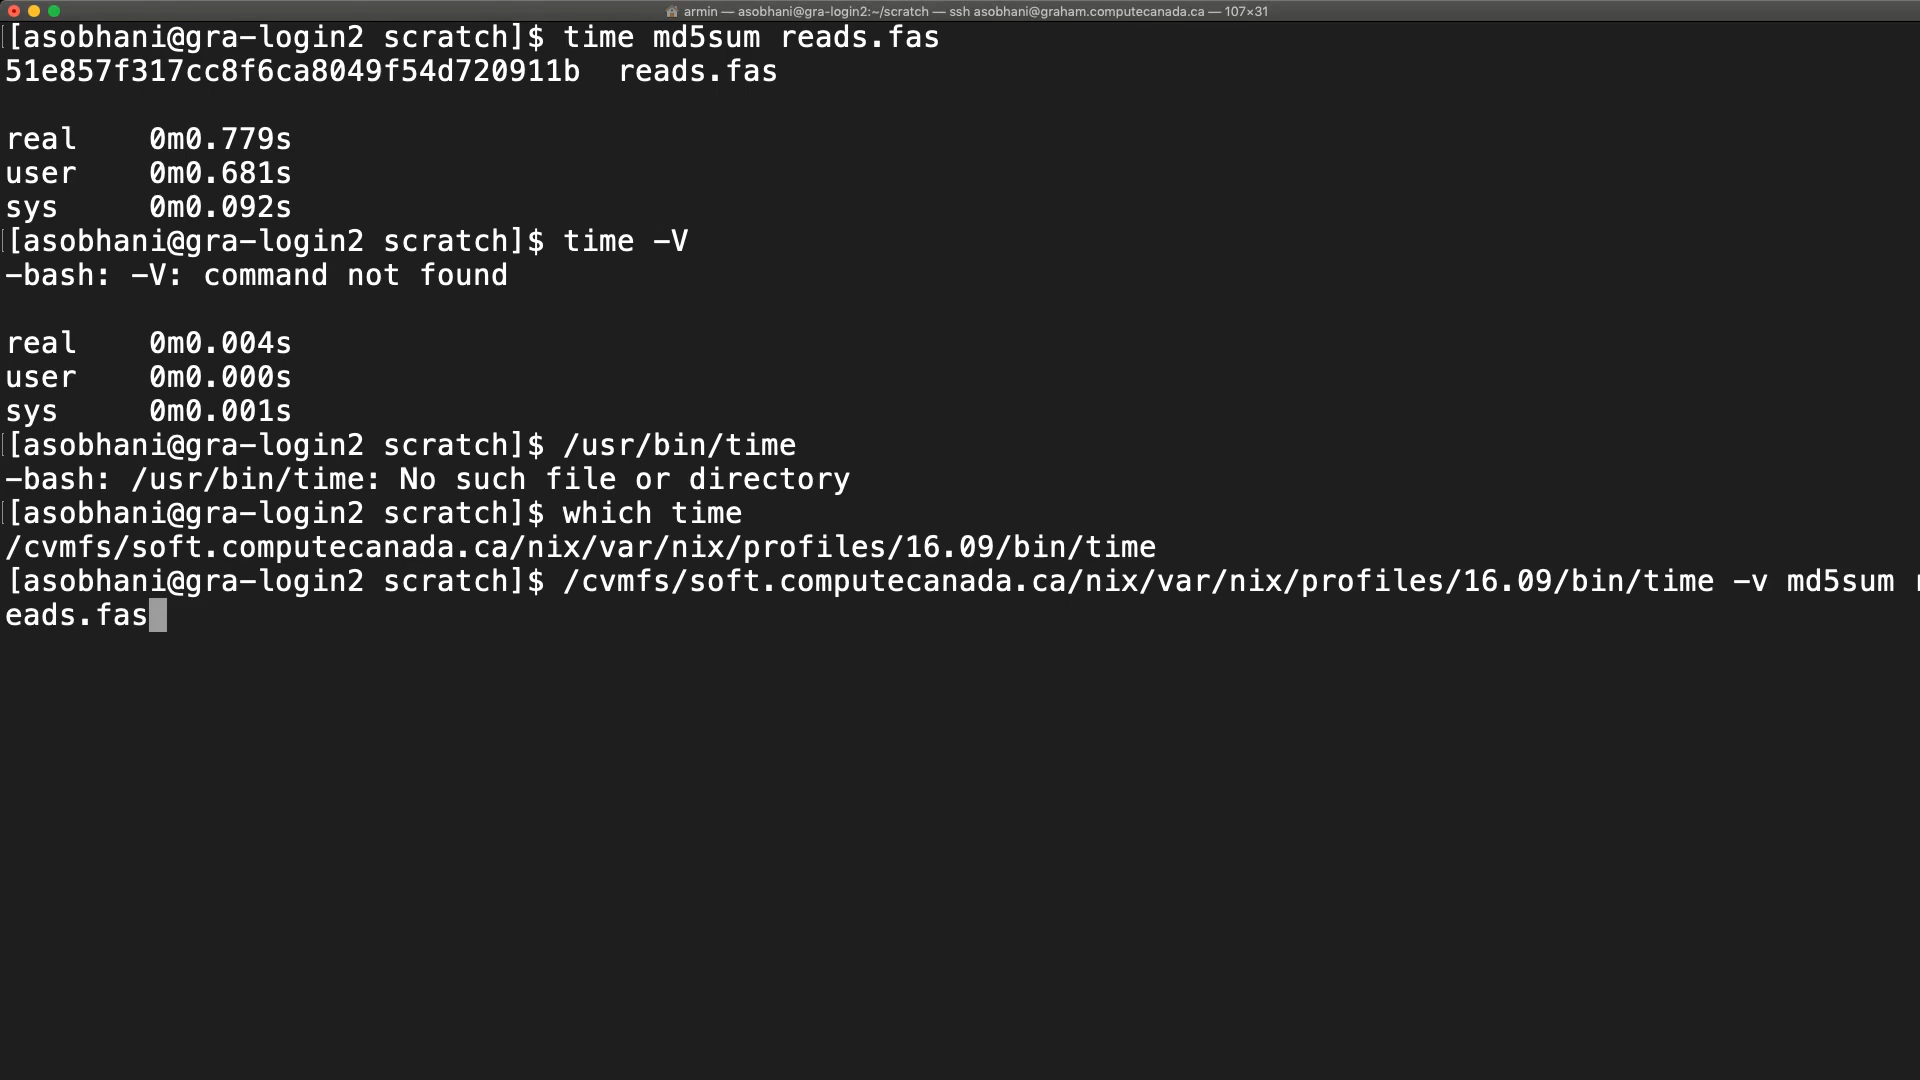 armin — asobhani@gra-login2:~/scratch — ssh asobhani@graham.computecanada.ca — 107×31
[asobhani@gra-login2 scratch]$ time md5sum reads.fas
51e857f317cc8f6ca8049f54d720911b  reads.fas
real    0m0.779s
user    0m0.681s
sys     0m0.092s
[asobhani@gra-login2 scratch]$ time -V
-bash: -V: command not found
real    0m0.004s
user    0m0.000s
sys     0m0.001s
[asobhani@gra-login2 scratch]$ /usr/bin/time
-bash: /usr/bin/time: No such file or directory
[asobhani@gra-login2 scratch]$ which time
/cvmfs/soft.computecanada.ca/nix/var/nix/profiles/16.09/bin/time
[asobhani@gra-login2 scratch]$ /cvmfs/soft.computecanada.ca/nix/var/nix/profiles/16.09/bin/time -v md5sum r
eads.fas